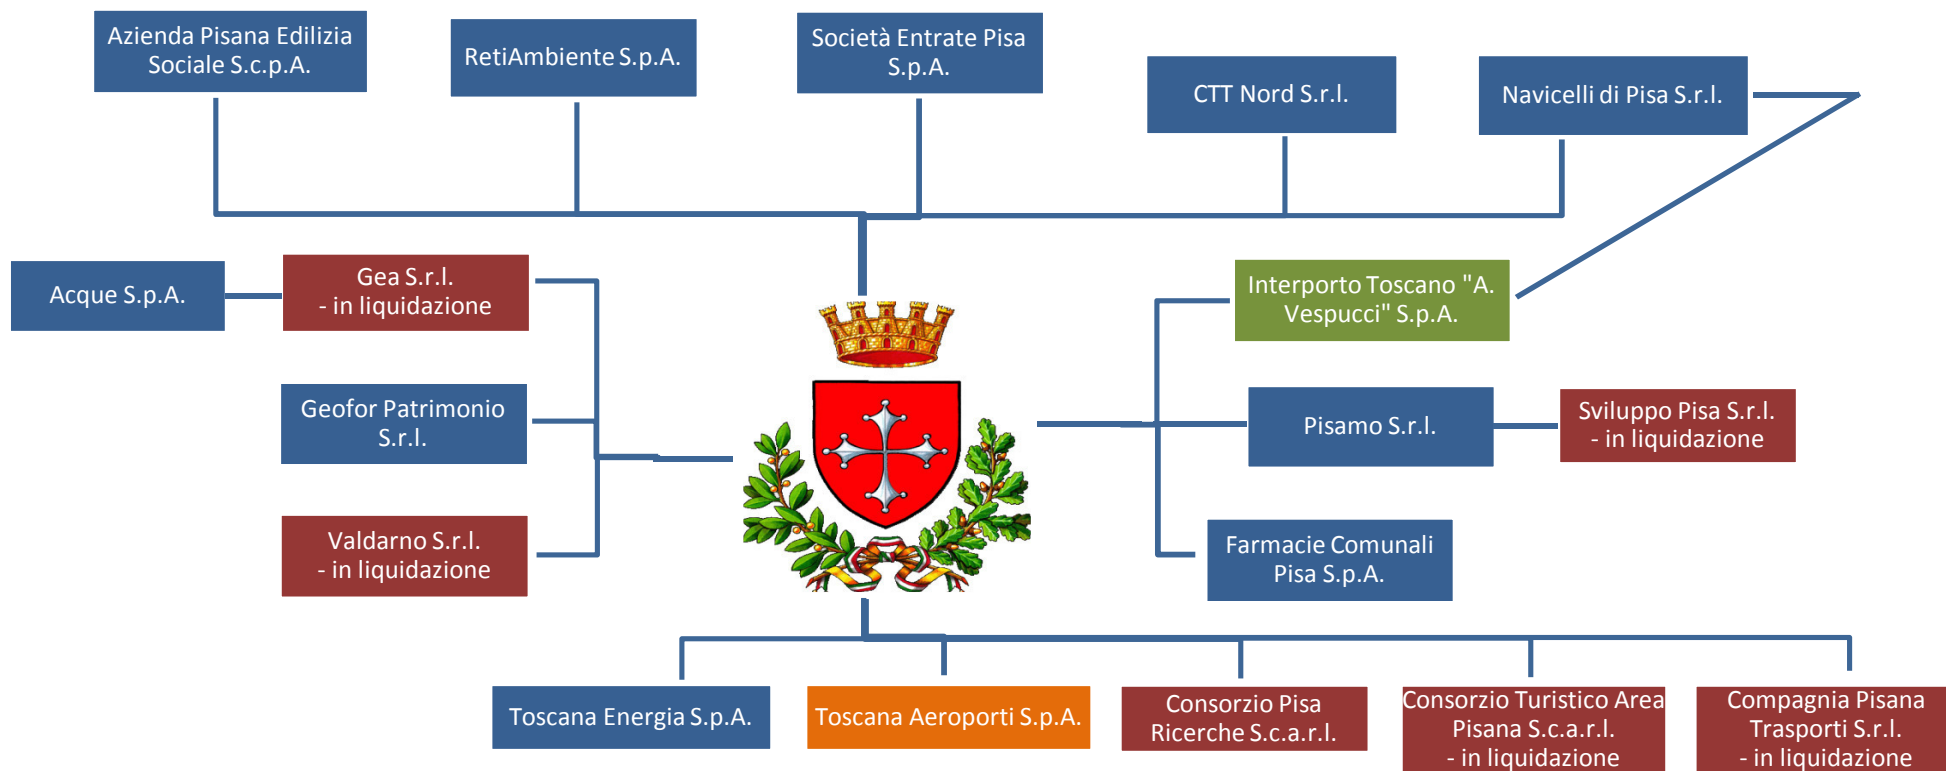 Azienda Pisana Edilizia
Sociale S.c.p.A.
RetiAmbiente S.p.A.
Società Entrate Pisa
S.p.A.
CTT Nord S.r.l.
Navicelli di Pisa S.r.l.
Acque S.p.A.
Gea S.r.l.
- in liquidazione
Interporto Toscano "A.
Vespucci" S.p.A.
Geofor Patrimonio
S.r.l.
Pisamo S.r.l.
Sviluppo Pisa S.r.l.
- in liquidazione
Valdarno S.r.l.
- in liquidazione
Farmacie Comunali
Pisa S.p.A.
Toscana Energia S.p.A.
Toscana Aeroporti S.p.A.
Consorzio Pisa
Ricerche S.c.a.r.l.
Consorzio Turistico Area
Pisana S.c.a.r.l.
- in liquidazione
Compagnia Pisana
Trasporti S.r.l.
- in liquidazione